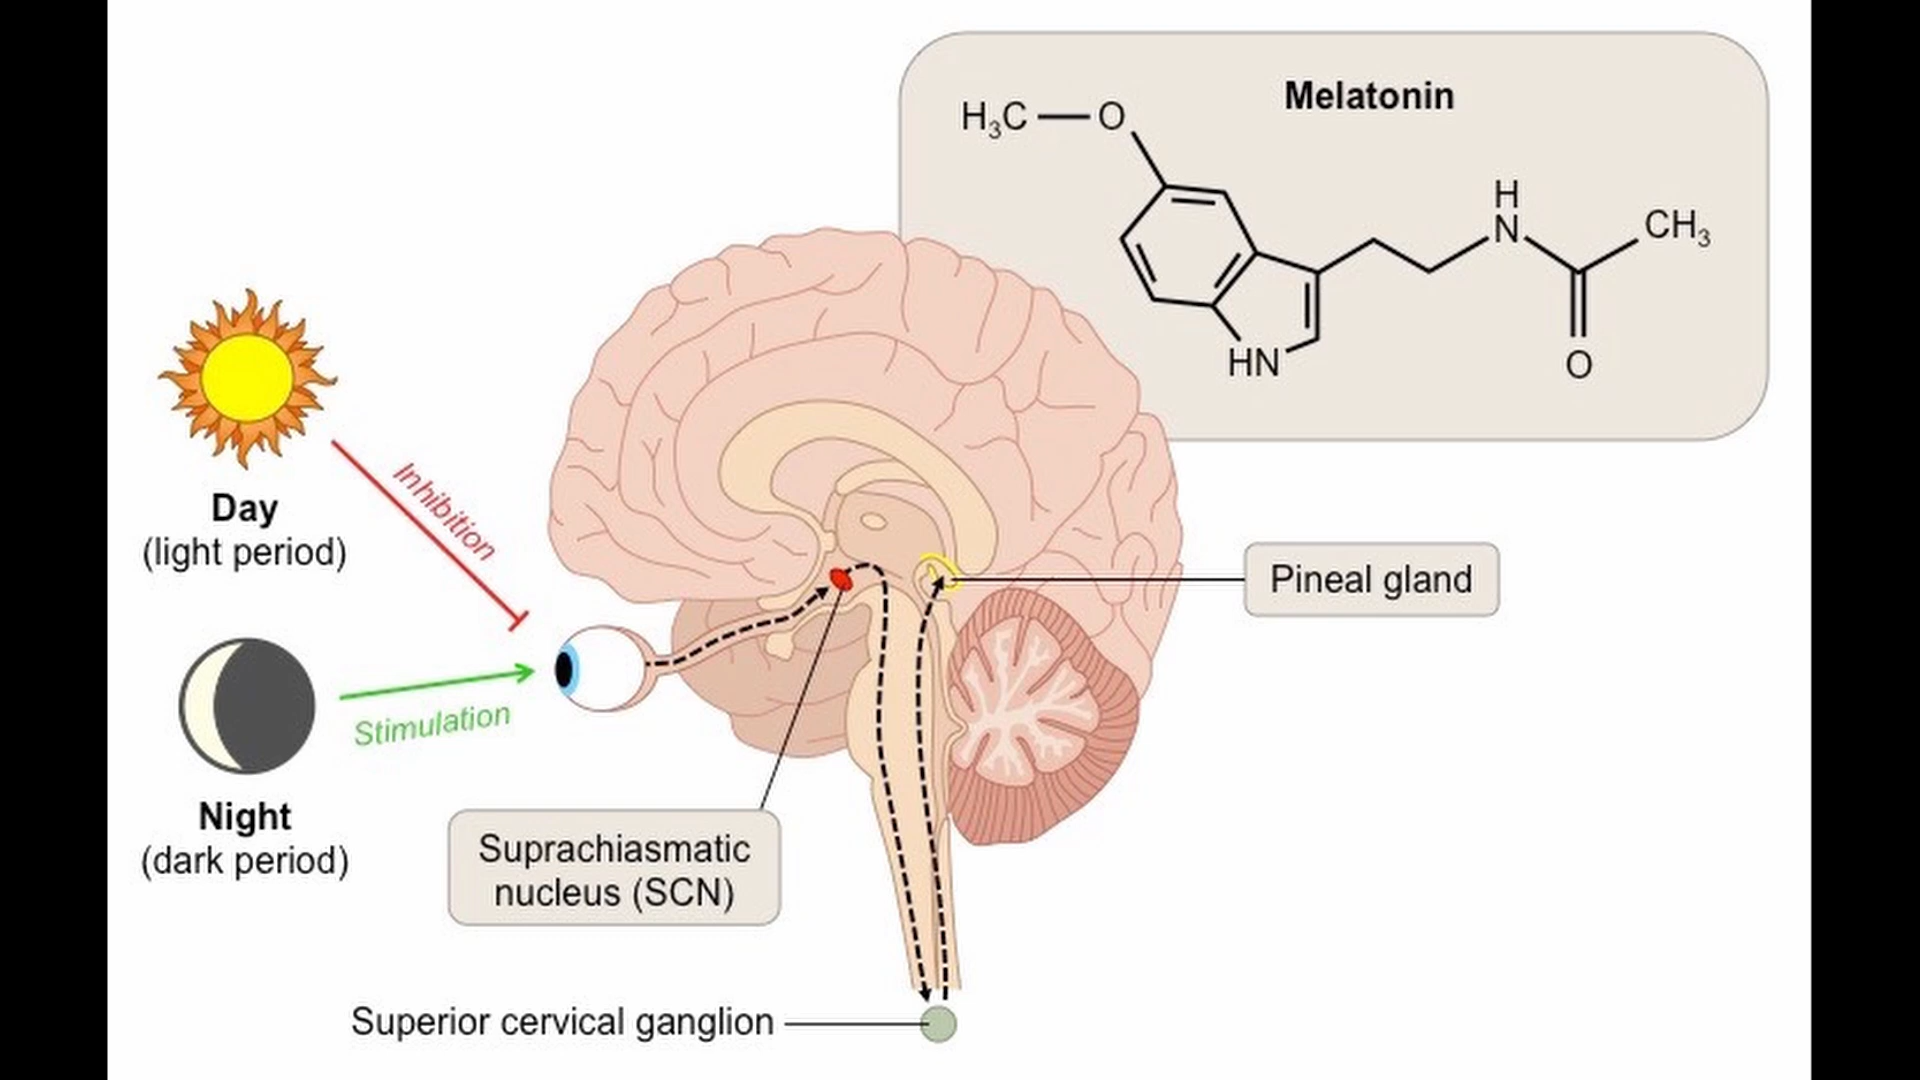 Melatonin
H₃C
O
H
N
CH₃
HN
O
Day
(light period)
Inhibition
Pineal gland
Stimulation
Night
(dark period)
Suprachiasmatic
nucleus (SCN)
Superior cervical ganglion